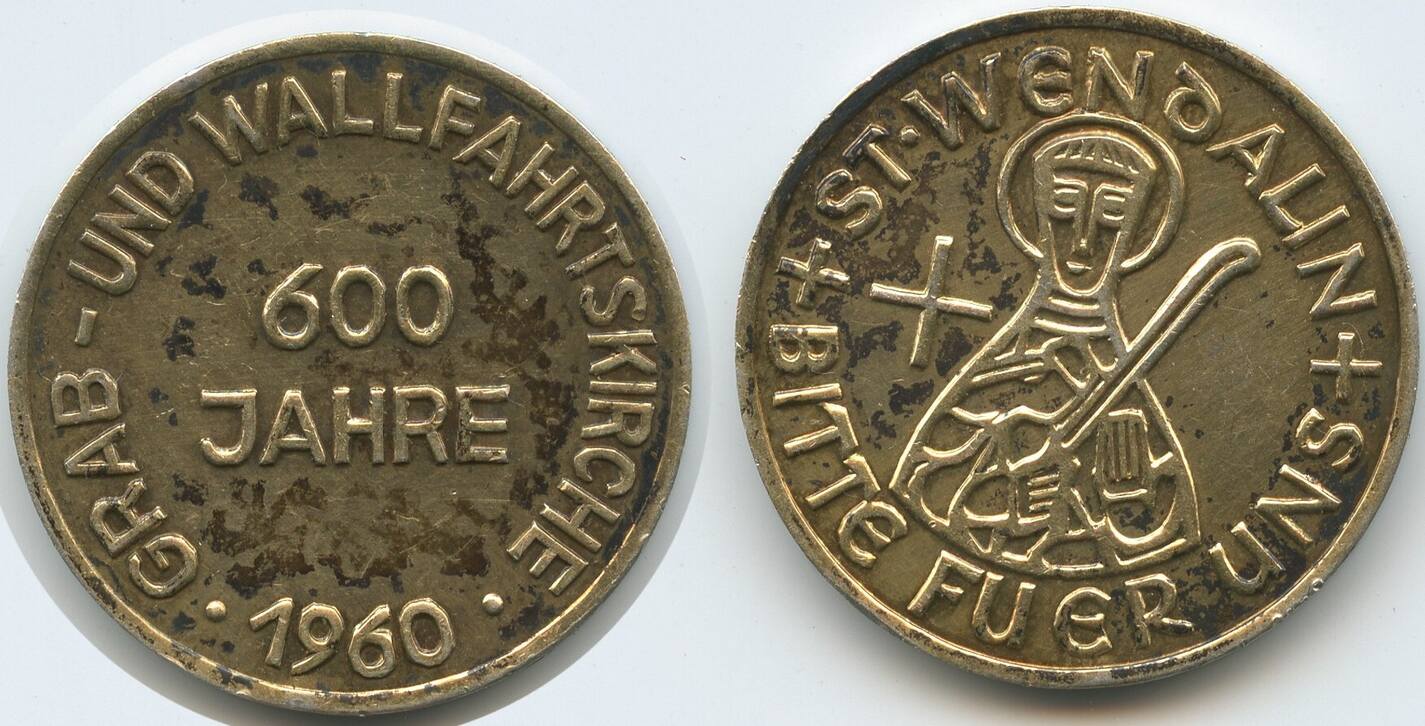 GRAB - UND WALLFAHRTSKIRCHE
600
JAHRE
• 1960 •
+ ST. WENDALIN +
BITTE FUER UNS